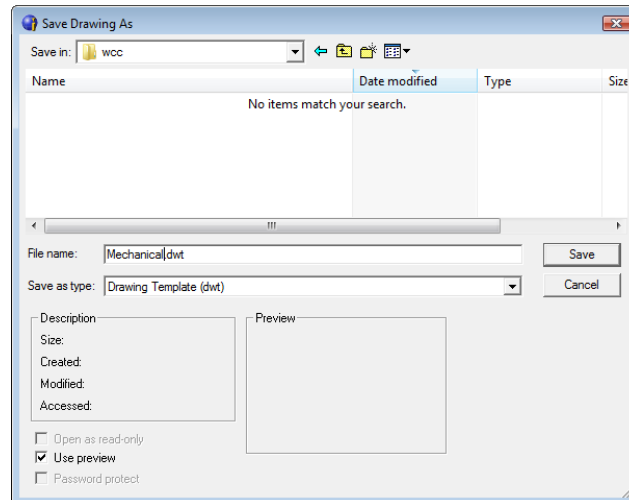 Save Drawing As
Save in: wcc
Name Date modified Type Size
No items match your search.
File name: Mechanical.dwt Save
Save as type: Drawing Template (dwt) Cancel
Description Preview
Size:
Created:
Modified:
Accessed:
Open as read-only
Use preview
Password protect